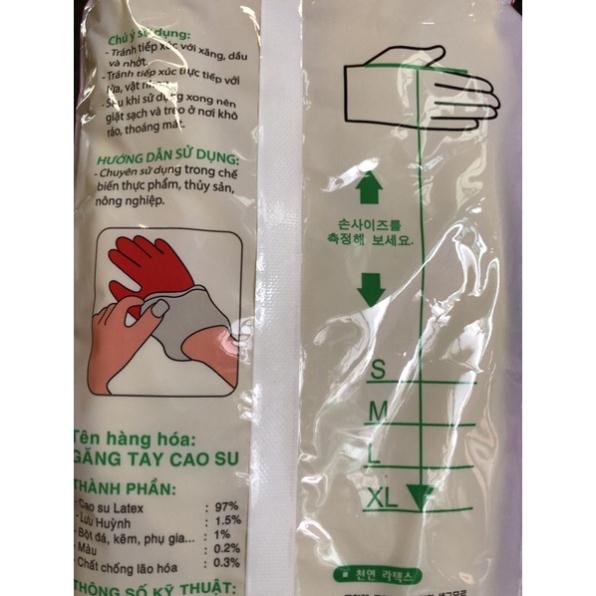 Chú ý sử dụng:
- Tránh tiếp xúc với xăng, dầu
và nhớt.
- Tránh tiếp xúc trực tiếp với
lửa, vật
- Sau khi sử dụng xong nên
giặt sạch và treo ở nơi khô
ráo, thoáng mát.
HƯỚNG DẪN SỬ DỤNG:
- Chuyên sử dụng trong chế
biến thực phẩm, thủy sản,
nông nghiệp.
Tên hàng hóa:
GĂNG TAY CAO SU
THÀNH PHẦN:
- Cao su Latex : 97%
- Lưu Huỳnh : 1.5%
- Bột đá, kẽm, phụ gia... : 1%
- Màu : 0.2%
- Chất chống lão hóa : 0.3%
THÔNG SỐ KỸ THUẬT:
손사이즈를
측정해 보세요.
S
M
L
XL
천연 라텍스